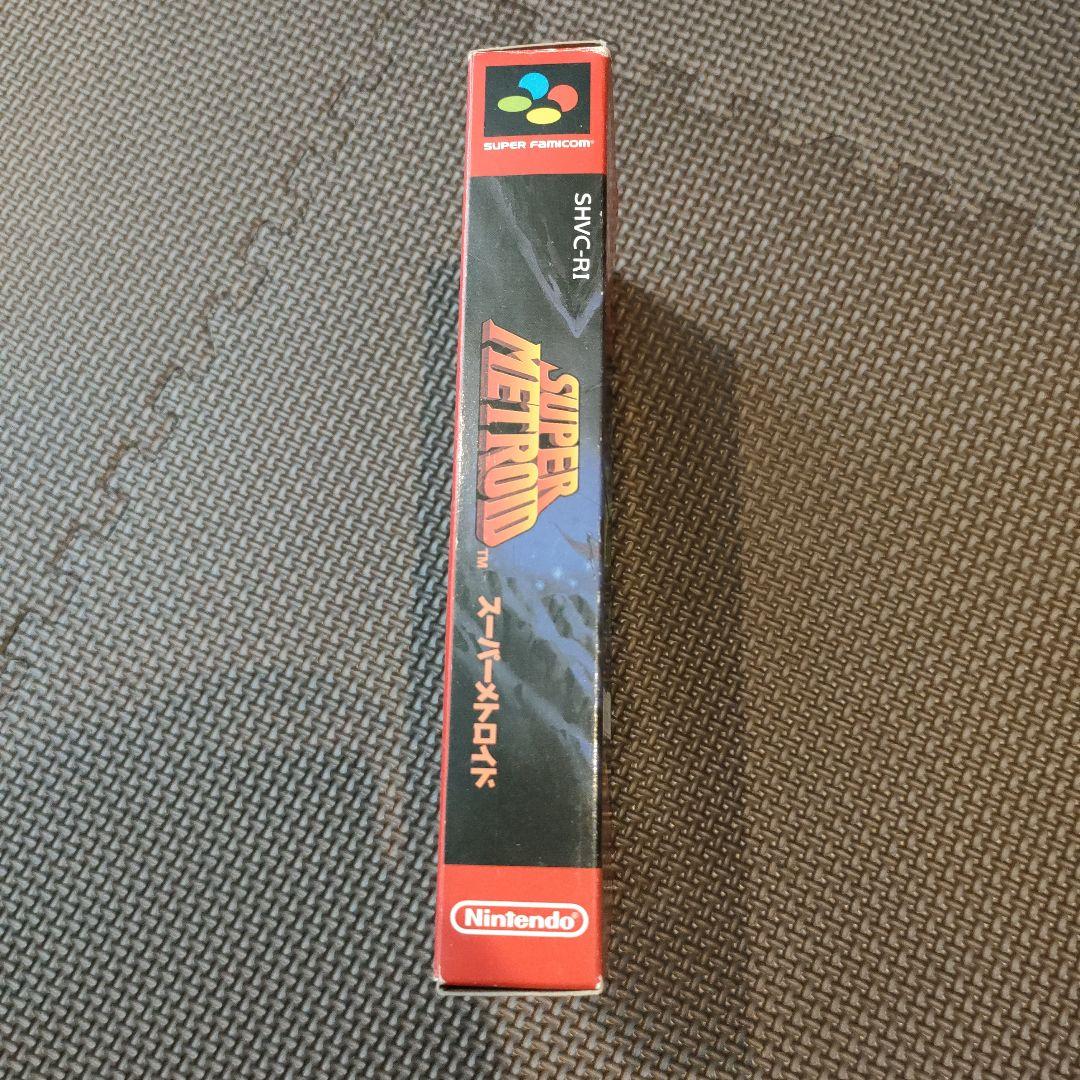 SUPER FAMICOM
SHVC-RI
SUPER
METROID
™
スーパーメトロイド
Nintendo®